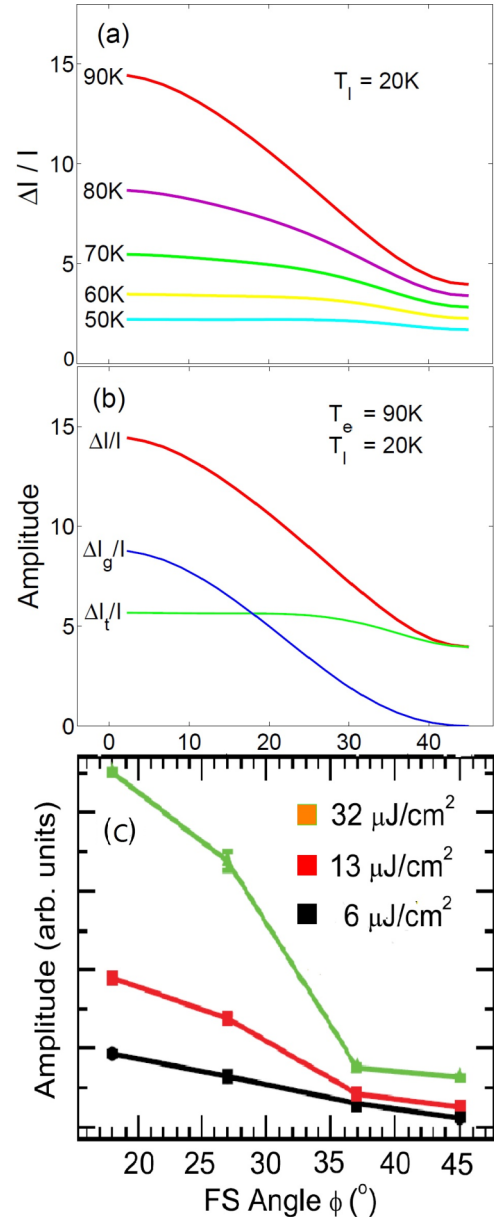 (a)
15
90K
T_l = 20K
ΔI / I
10
80K
70K
5
60K
50K
0
(b)
T_e = 90K
T_l = 20K
15
ΔI/I
Amplitude
10
ΔI_g/I
ΔI_t/I
5
0
0 10 20 30 40
(c)
32 μJ/cm²
13 μJ/cm²
6 μJ/cm²
Amplitude (arb. units)
20 25 30 35 40 45
FS Angle ϕ (°)